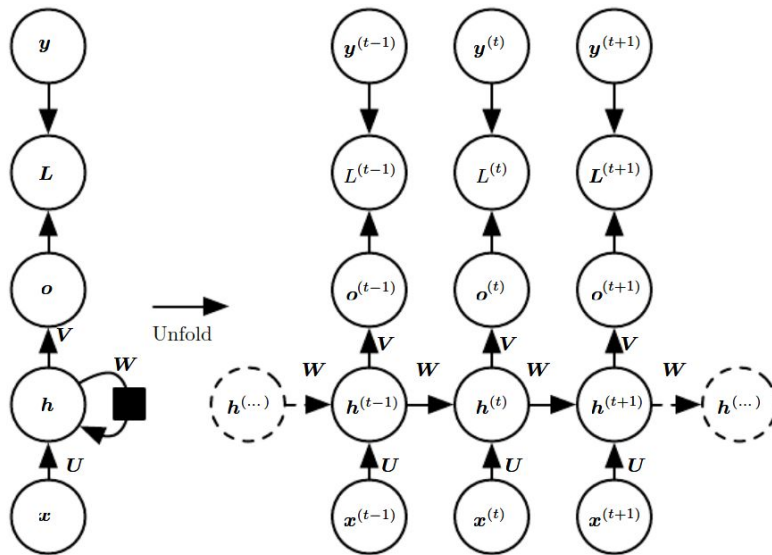 y y^(t−1) y^(t) y^(t+1)
L L^(t−1) L^(t) L^(t+1)
o o^(t−1) o^(t) o^(t+1)
Unfold
V V V V
W W W W W
h h^(...) h^(t−1) h^(t) h^(t+1) h^(...)
U U U U
x x^(t−1) x^(t) x^(t+1)